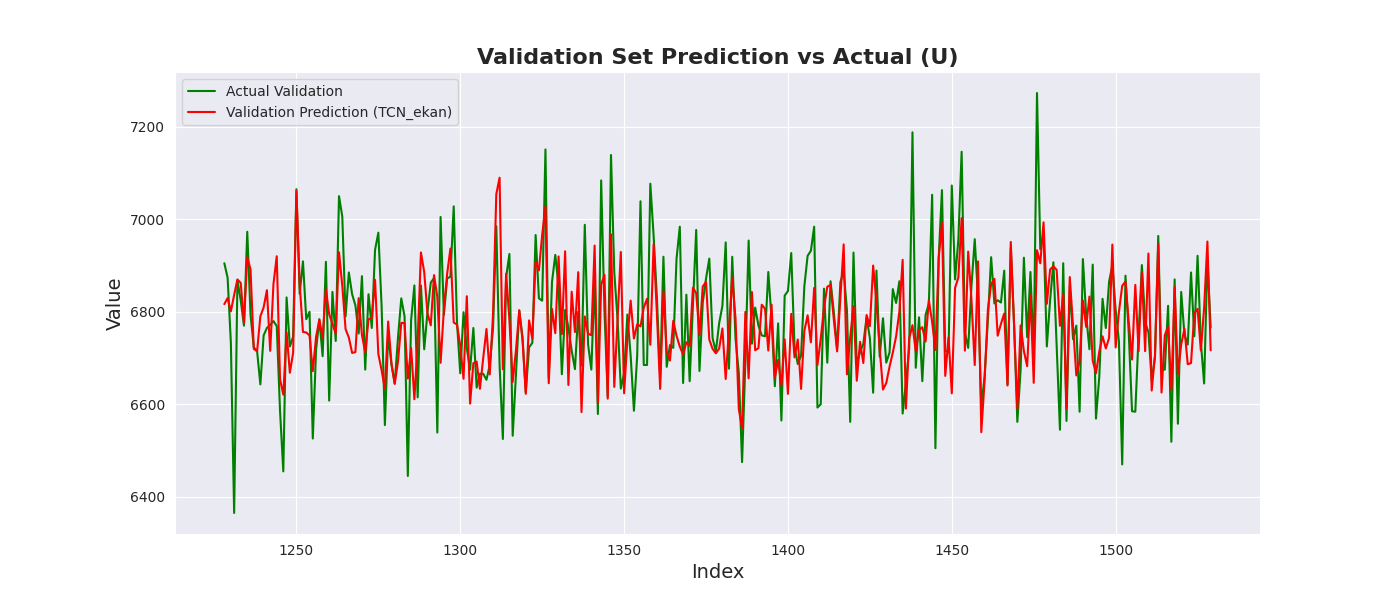 Validation Set Prediction vs Actual (U)
Actual Validation
Validation Prediction (TCN_ekan)
7200
7000
6800
6600
6400
Value
1250 1300 1350 1400 1450 1500
Index